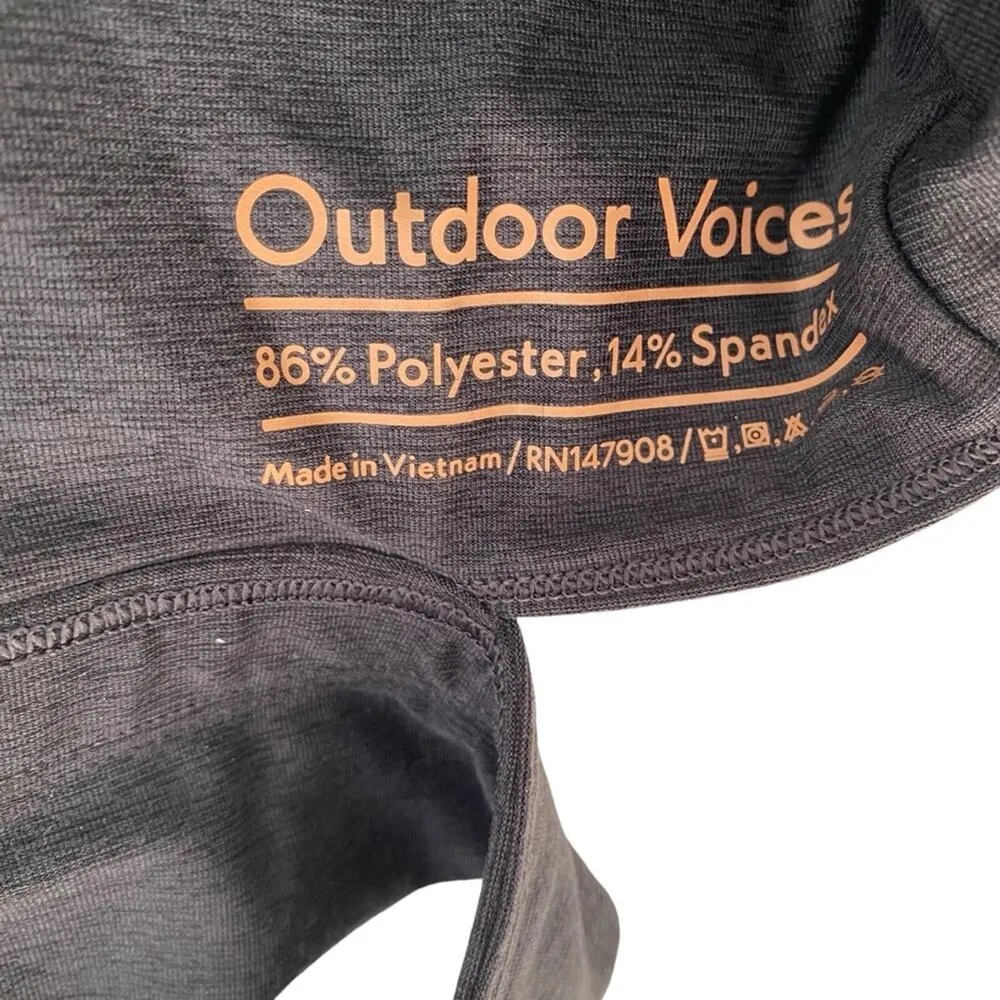 Outdoor Voices
86% Polyester, 14% Spandex
Made in Vietnam / RN147908 /